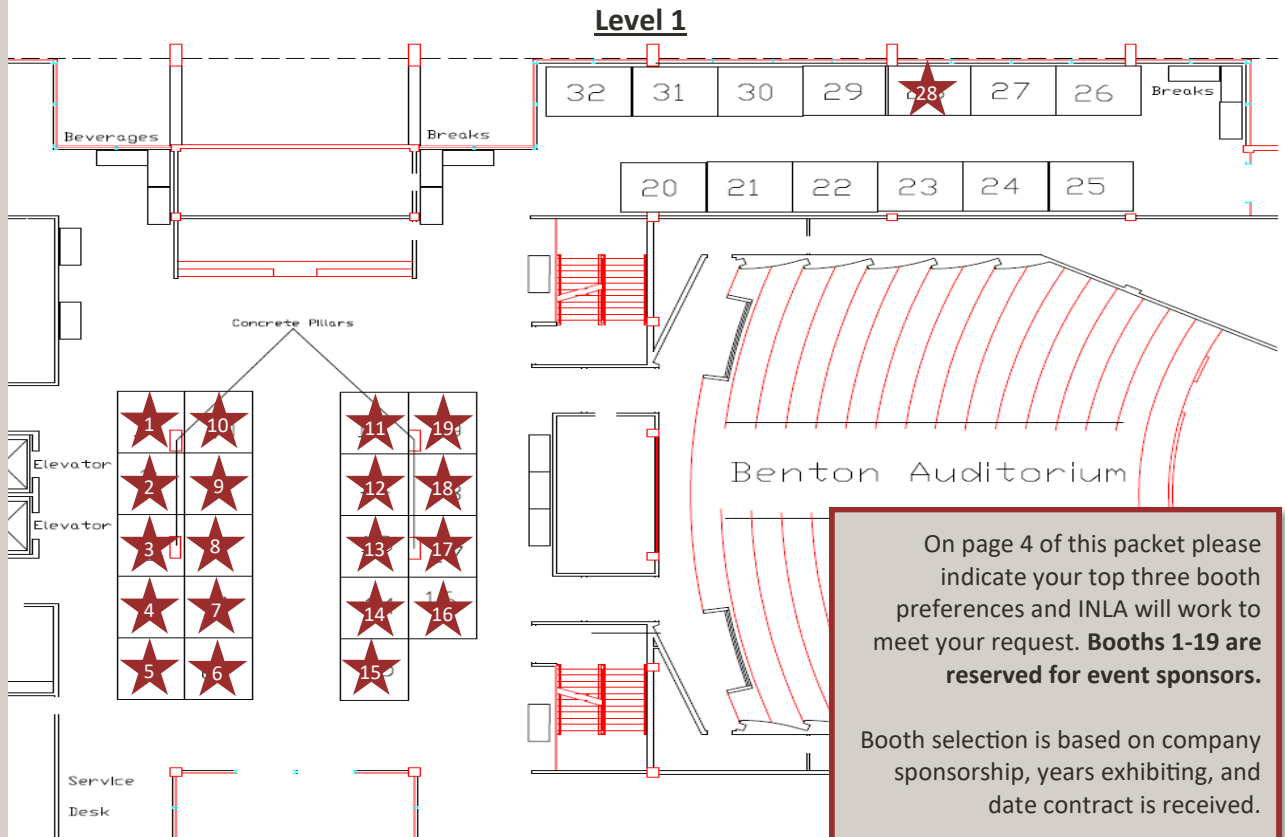 Level 1
32 31 30 29 28 27 26
Breaks
Beverages
Breaks
20 21 22 23 24 25
Concrete Pillars
1 10 11 19
Elevator
2 9 12 18
Elevator
3 8 13 17
4 7 14 16
5 6 15
Benton Auditorium
On page 4 of this packet please
indicate your top three booth
preferences and INLA will work to
meet your request. Booths 1-19 are
reserved for event sponsors.
Booth selection is based on company
sponsorship, years exhibiting, and
date contract is received.
Service
Desk